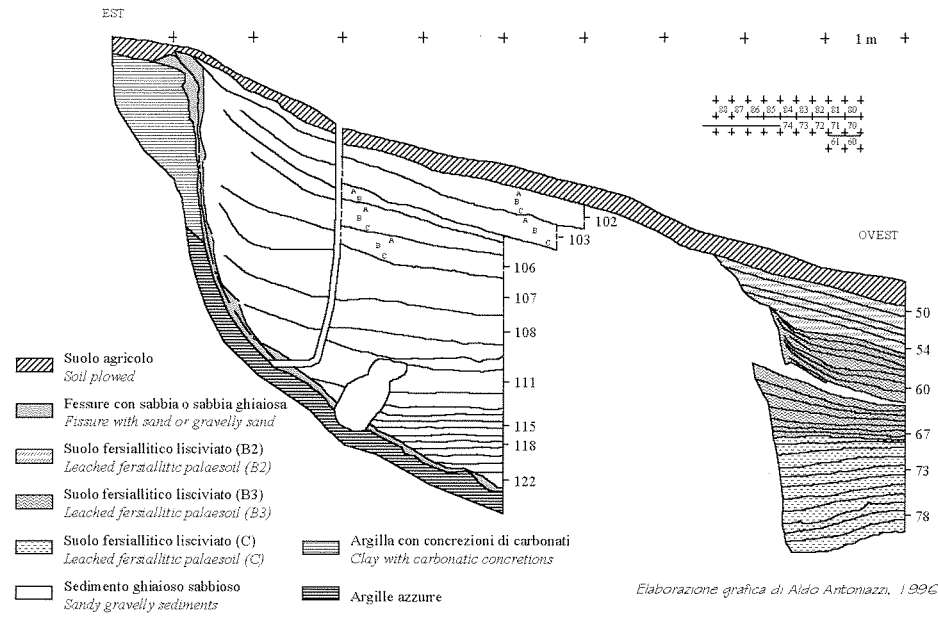 EST
1 m
88 87 86 85 84 83 82 81 80
74 73 72 71 70
61 60
OVEST
A
B
C
A
B
C
A
B
C
A
B
C
A
B
C
102
103
106
107
108
111
115
118
122
50
54
60
67
73
78
Suolo agricolo
Soil plowed
Fessure con sabbia o sabbia ghiaiosa
Fissure with sand or gravelly sand
Suolo fersiallitico lisciviato (B2)
Leached fersiallitic palaesoil (B2)
Suolo fersiallitico lisciviato (B3)
Leached fersiallitic palaesoil (B3)
Suolo fersiallitico lisciviato (C)
Leached fersiallitic palaesoil (C)
Sedimento ghiaioso sabbioso
Sandy gravelly sediments
Argilla con concrezioni di carbonati
Clay with carbonatic concretions
Argille azzurre
Elaborazione grafica di Aldo Antoniazzi, 1996